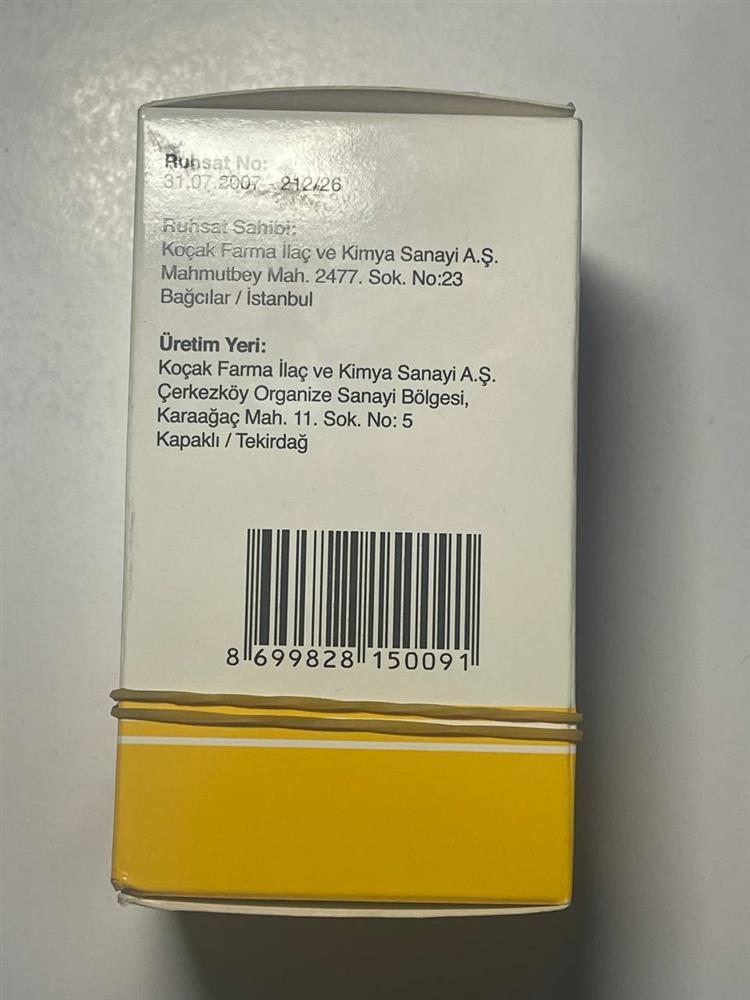 Ruhsat No:
31.07.2007 - 212/26
Ruhsat Sahibi:
Koçak Farma İlaç ve Kimya Sanayi A.Ş.
Mahmutbey Mah. 2477. Sok. No:23
Bağcılar / İstanbul
Üretim Yeri:
Koçak Farma İlaç ve Kimya Sanayi A.Ş.
Çerkezköy Organize Sanayi Bölgesi,
Karaağaç Mah. 11. Sok. No: 5
Kapaklı / Tekirdağ
8 699828 150091